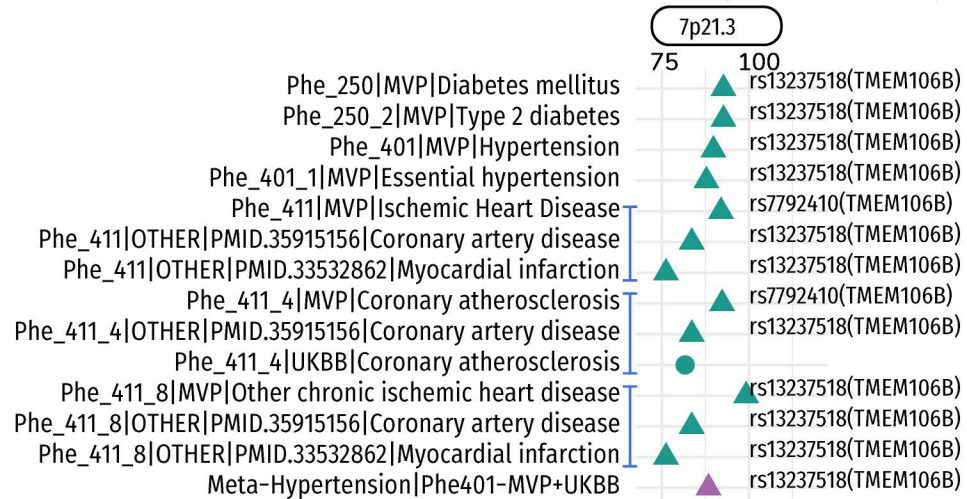 7p21.3
75 100
Phe_250|MVP|Diabetes mellitus rs13237518(TMEM106B)
Phe_250_2|MVP|Type 2 diabetes rs13237518(TMEM106B)
Phe_401|MVP|Hypertension rs13237518(TMEM106B)
Phe_401_1|MVP|Essential hypertension rs13237518(TMEM106B)
Phe_411|MVP|Ischemic Heart Disease rs7792410(TMEM106B)
Phe_411|OTHER|PMID.35915156|Coronary artery disease rs13237518(TMEM106B)
Phe_411|OTHER|PMID.33532862|Myocardial infarction rs13237518(TMEM106B)
Phe_411_4|MVP|Coronary atherosclerosis rs7792410(TMEM106B)
Phe_411_4|OTHER|PMID.35915156|Coronary artery disease rs13237518(TMEM106B)
Phe_411_4|UKBB|Coronary atherosclerosis
Phe_411_8|MVP|Other chronic ischemic heart disease rs13237518(TMEM106B)
Phe_411_8|OTHER|PMID.35915156|Coronary artery disease rs13237518(TMEM106B)
Phe_411_8|OTHER|PMID.33532862|Myocardial infarction rs13237518(TMEM106B)
Meta-Hypertension|Phe401-MVP+UKBB rs13237518(TMEM106B)